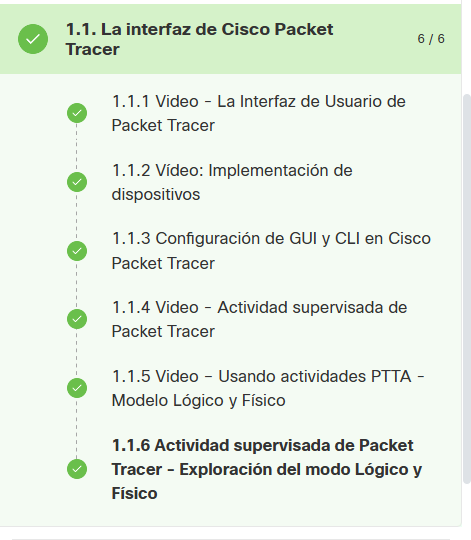 1.1. La interfaz de Cisco Packet
Tracer
6 / 6
1.1.1 Video - La Interfaz de Usuario de
Packet Tracer
1.1.2 Vídeo: Implementación de
dispositivos
1.1.3 Configuración de GUI y CLI en Cisco
Packet Tracer
1.1.4 Video - Actividad supervisada de
Packet Tracer
1.1.5 Video – Usando actividades PTTA -
Modelo Lógico y Físico
1.1.6 Actividad supervisada de Packet
Tracer - Exploración del modo Lógico y
Físico